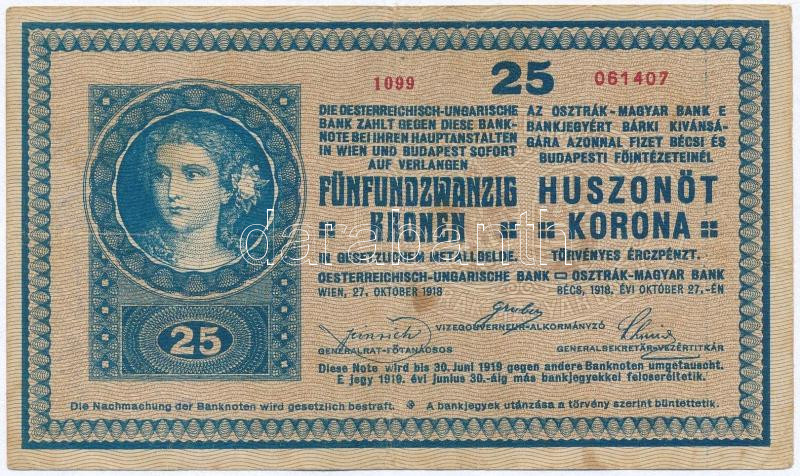 1099 25 061407
DIE OESTERREICHISCH-UNGARISCHE
BANK ZAHLT GEGEN DIESE BANK-
NOTE BEI IHREN HAUPTANSTALTEN
IN WIEN UND BUDAPEST SOFORT
AUF VERLANGEN
FÜNFUNDZWANZIG
KRONEN
IN GESETZLICHEM METALLGELDE.
AZ OSZTRÁK-MAGYAR BANK E
BANKJEGYÉRT BÁRKI KIVÁNSÁ-
GÁRA AZONNAL FIZET BÉCSI ÉS
BUDAPESTI FŐINTÉZETEINÉL
HUSZONÖT
KORONA
TÖRVÉNYES ÉRCZPÉNZT.
OESTERREICHISCH-UNGARISCHE BANK OSZTRÁK-MAGYAR BANK
WIEN, 27. OKTOBER 1918 BÉCS, 1918. ÉVI OKTÓBER 27.-ÉN
VIZEGOUVERNEUR-ALKORMÁNYZÓ
GENERALRAT-FŐTANÁCSOS GENERALSEKRETÄR-VEZÉRTITKÁR
Diese Note wird bis 30. Juni 1919 gegen andere Banknoten umgetauscht.
E jegy 1919. évi junius 30.-áig más bankjegyekkel felcseréltetik.
25
Die Nachmachung der Banknoten wird gesetzlich bestraft. A bankjegyek utánzása a törvény szerint büntettetik.
darabanth